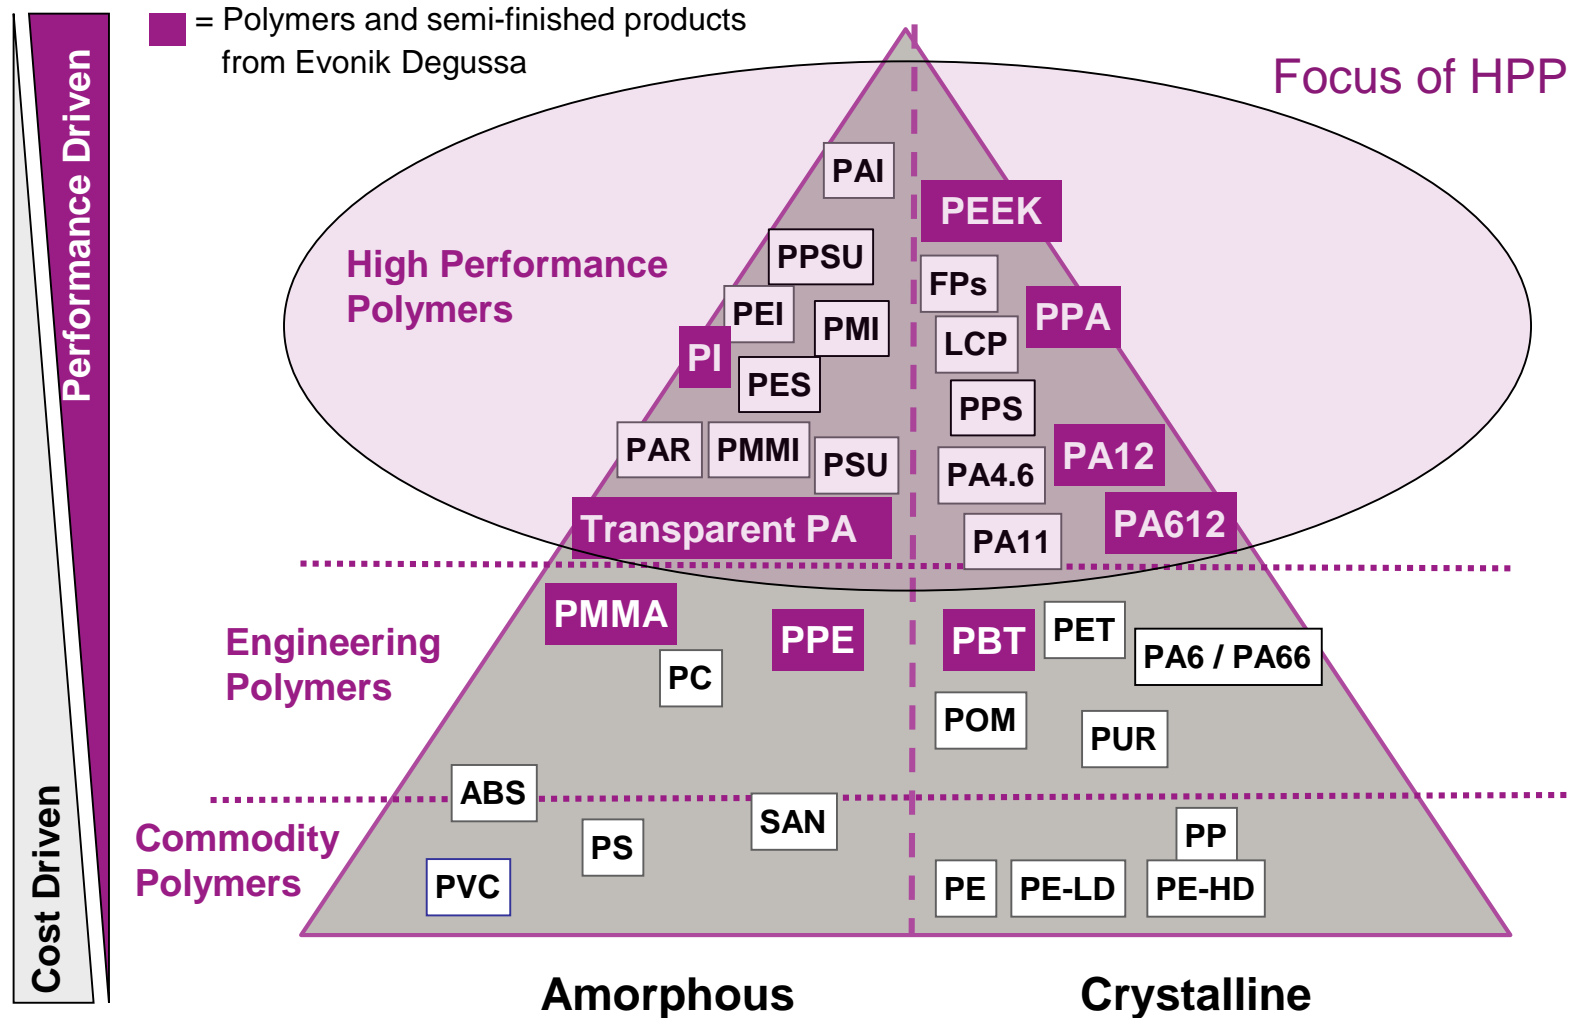 = Polymers and semi-finished products
from Evonik Degussa
Focus of HPP
Performance Driven
Cost Driven
High Performance
Polymers
PAI
PEEK
PPSU
FPs
PEI
PMI
PPA
PI
LCP
PES
PPS
PAR
PMMI
PSU
PA4.6
PA12
Transparent PA
PA11
PA612
Engineering
Polymers
PMMA
PPE
PBT
PET
PA6 / PA66
PC
POM
PUR
Commodity
Polymers
ABS
SAN
PS
PP
PVC
PE
PE-LD
PE-HD
Amorphous
Crystalline